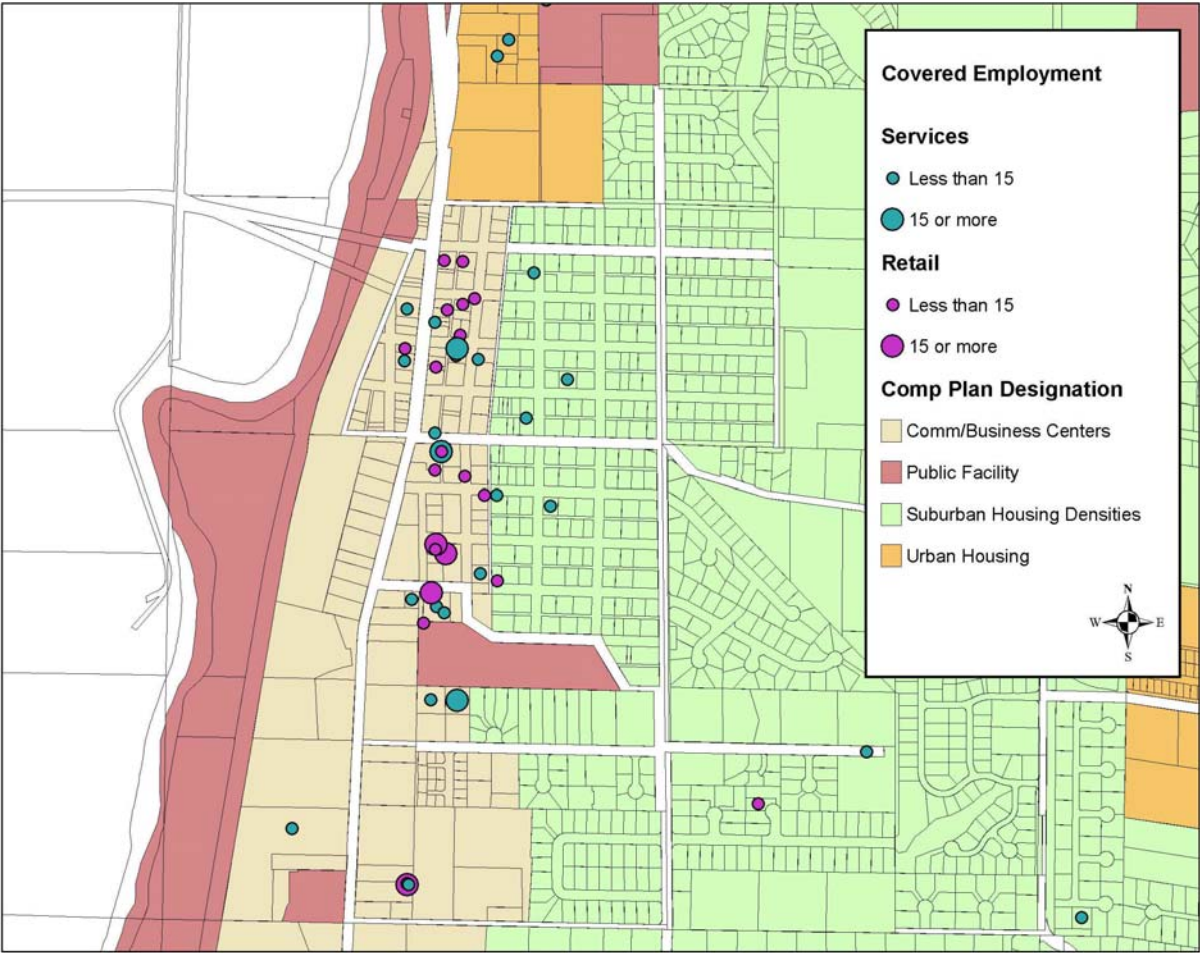 Covered Employment
Services
Less than 15
15 or more
Retail
Less than 15
15 or more
Comp Plan Designation
Comm/Business Centers
Public Facility
Suburban Housing Densities
Urban Housing
N
W E
S